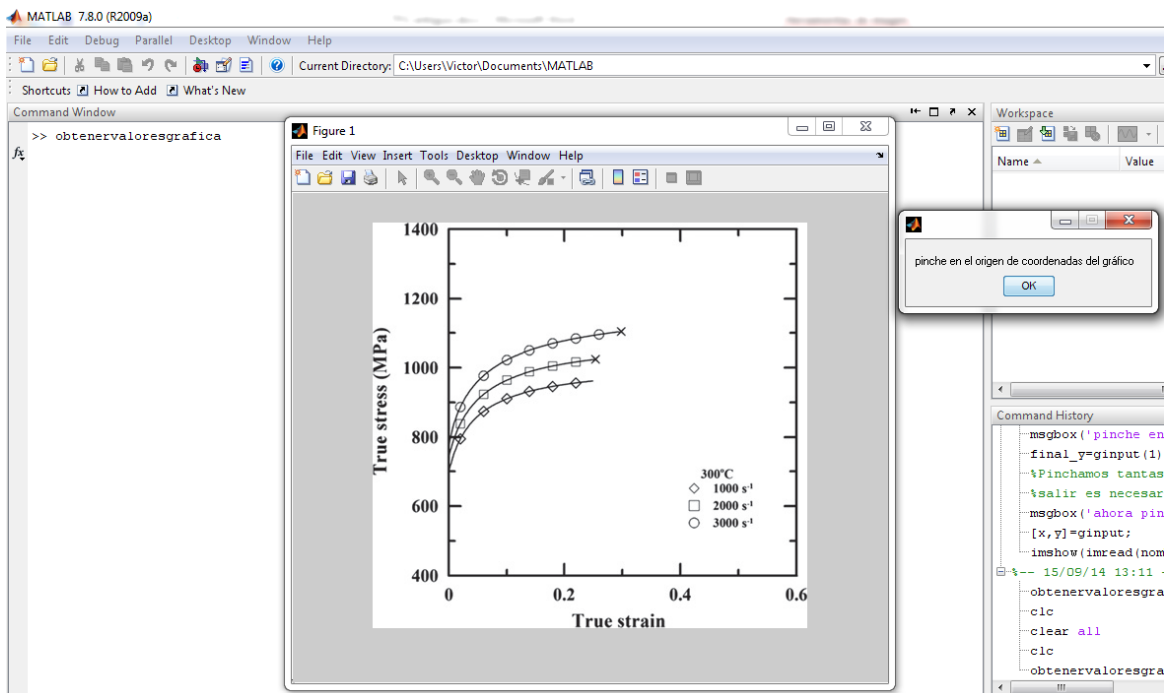 MATLAB 7.8.0 (R2009a)
File Edit Debug Parallel Desktop Window Help
Current Directory: C:\Users\Victor\Documents\MATLAB
Shortcuts How to Add What's New
Command Window
>> obtenervaloresgrafica
fx
Figure 1
File Edit View Insert Tools Desktop Window Help
1400
1200
1000
800
600
400
True stress (MPa)
0 0.2 0.4 0.6
True strain
300°C
1000 s-1
2000 s-1
3000 s-1
Workspace
Name Value
pinche en el origen de coordenadas del gráfico
OK
Command History
msgbox('pinche en
final_y=ginput(1)
%Pinchamos tantas
%salir es necesar
msgbox('ahora pin
[x,y]=ginput;
imshow(imread(nom
%-- 15/09/14 13:11 -
obtenervaloresgra
clc
clear all
clc
obtenervaloresgra